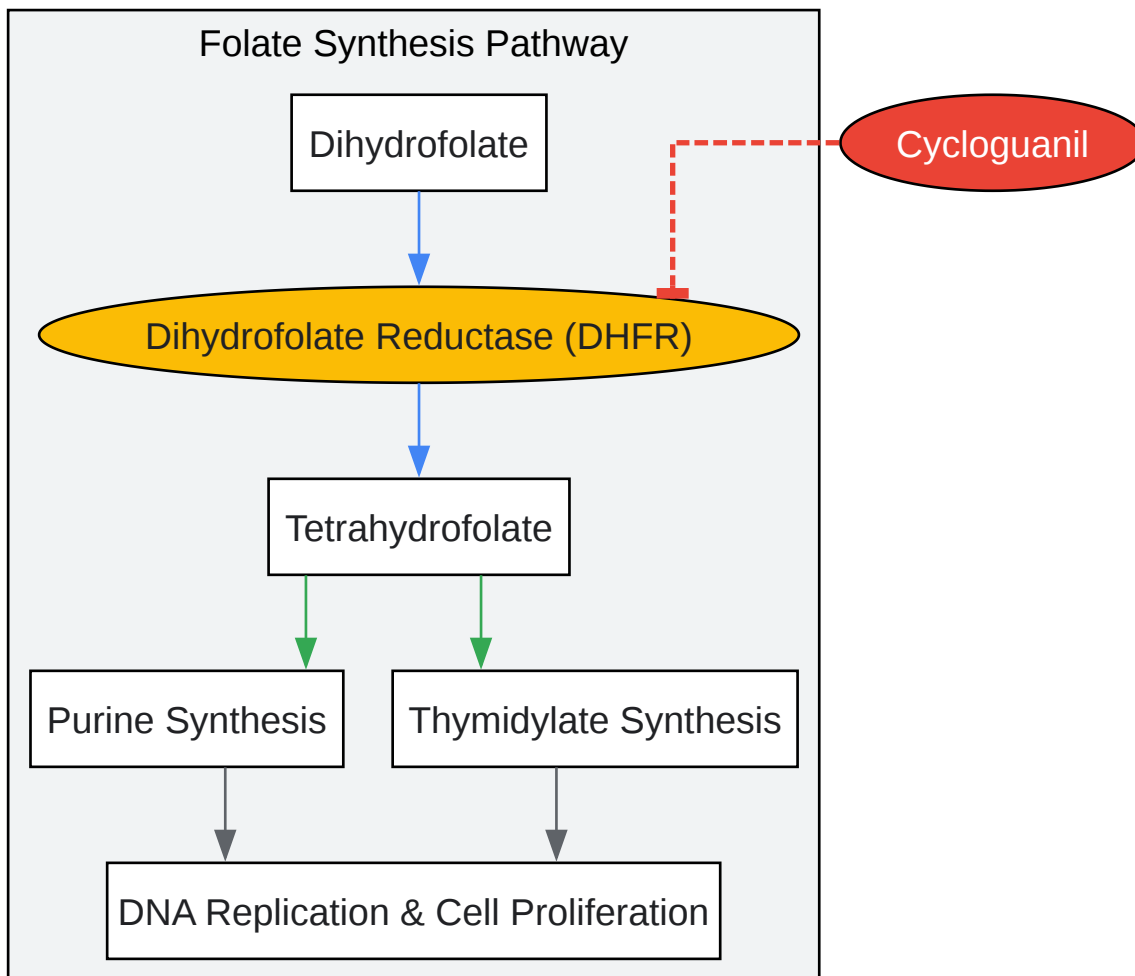 Folate Synthesis Pathway
Dihydrofolate
Cycloguanil
Dihydrofolate Reductase (DHFR)
Tetrahydrofolate
Purine Synthesis
Thymidylate Synthesis
DNA Replication & Cell Proliferation